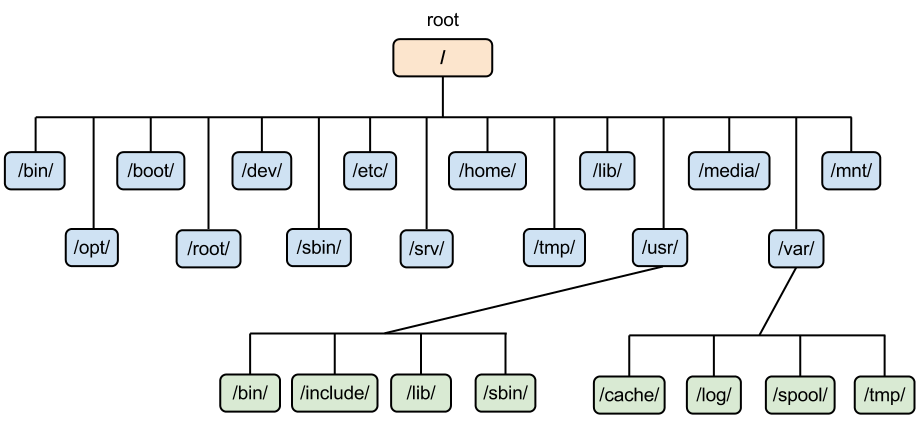 root
/
/bin/ /boot/ /dev/ /etc/ /home/ /lib/ /media/ /mnt/
/opt/ /root/ /sbin/ /srv/ /tmp/ /usr/ /var/
/bin/ /include/ /lib/ /sbin/ /cache/ /log/ /spool/ /tmp/